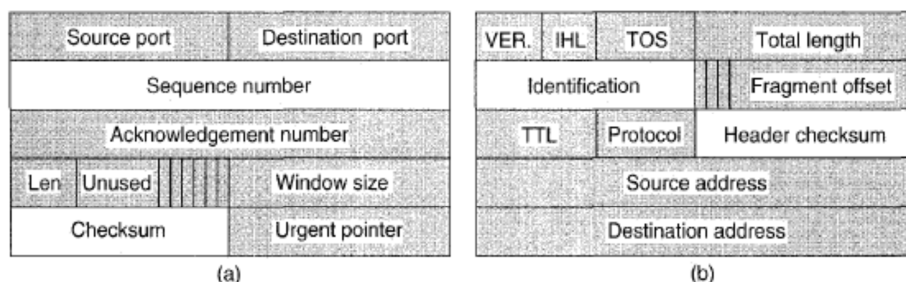 Source port Destination port
Sequence number
Acknowledgement number
Len Unused Window size
Checksum Urgent pointer
(a)
VER. IHL TOS Total length
Identification Fragment offset
TTL Protocol Header checksum
Source address
Destination address
(b)